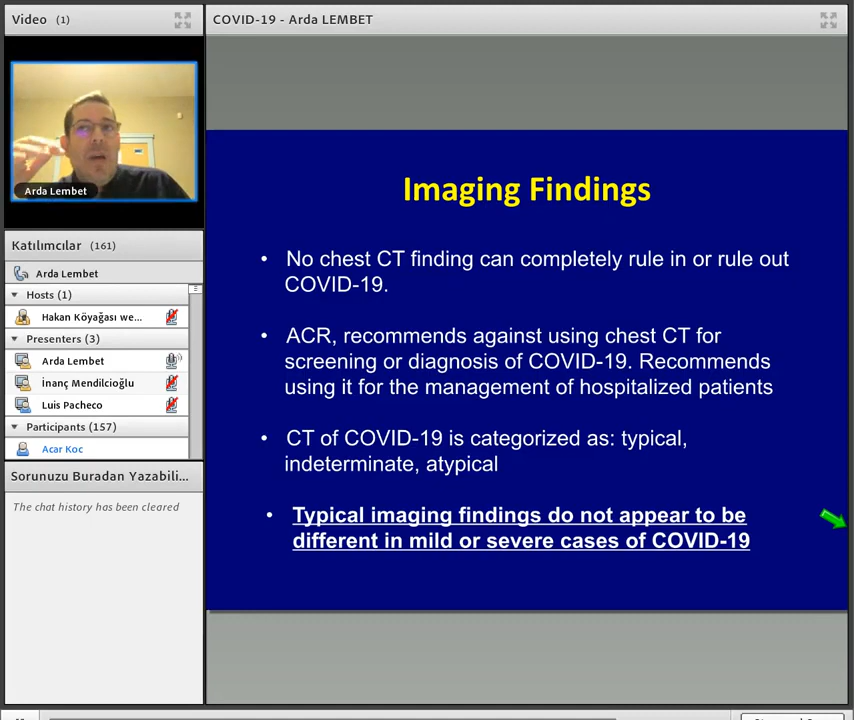 Video (1)
COVID-19 - Arda LEMBET
Arda Lembet
Katılımcılar (161)
Arda Lembet
Hosts (1)
Hakan Köyağası we...
Presenters (3)
Arda Lembet
İnanç Mendilcioğlu
Luis Pacheco
Participants (157)
Acar Koc
Sorunuzu Buradan Yazabili...
The chat history has been cleared
Imaging Findings
• No chest CT finding can completely rule in or rule out
COVID-19.
• ACR, recommends against using chest CT for
screening or diagnosis of COVID-19. Recommends
using it for the management of hospitalized patients
• CT of COVID-19 is categorized as: typical,
indeterminate, atypical
• Typical imaging findings do not appear to be
different in mild or severe cases of COVID-19